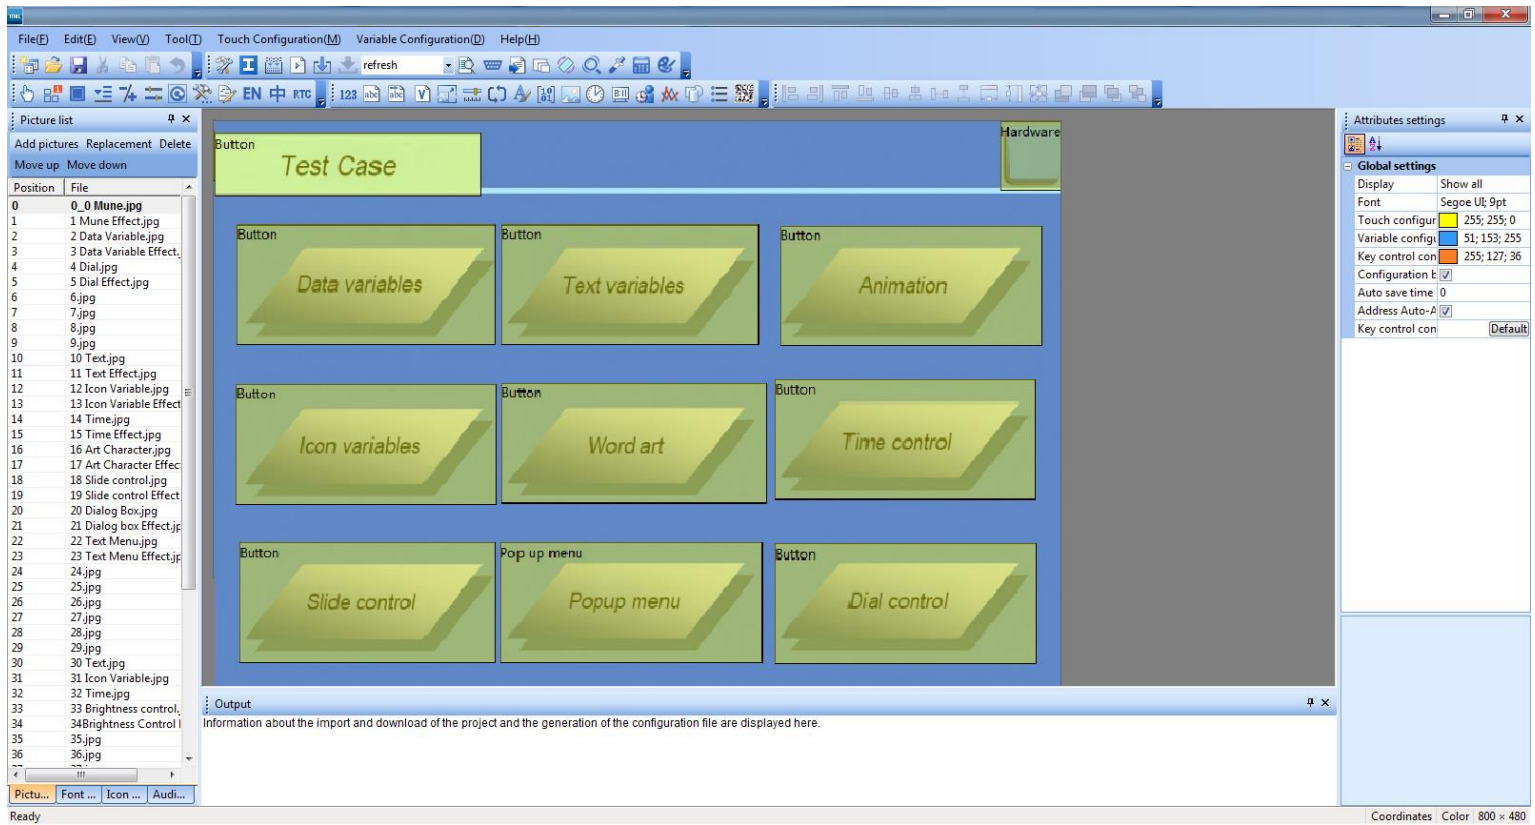 File(F) Edit(E) View(V) Tool(T) Touch Configuration(M) Variable Configuration(D) Help(H)
refresh
EN 中 RTC 123 abc abc
Picture list
Add pictures Replacement Delete
Move up Move down
Position File
0 0_0 Mune.jpg
1 1 Mune Effect.jpg
2 2 Data Variable.jpg
3 3 Data Variable Effect.
4 4 Dial.jpg
5 5 Dial Effect.jpg
6 6.jpg
7 7.jpg
8 8.jpg
9 9.jpg
10 10 Text.jpg
11 11 Text Effect.jpg
12 12 Icon Variable.jpg
13 13 Icon Variable Effect
14 14 Time.jpg
15 15 Time Effect.jpg
16 16 Art Character.jpg
17 17 Art Character Effec
18 18 Slide control.jpg
19 19 Slide control Effect
20 20 Dialog Box.jpg
21 21 Dialog box Effect.jp
22 22 Text Menu.jpg
23 23 Text Menu Effect.jp
24 24.jpg
25 25.jpg
26 26.jpg
27 27.jpg
28 28.jpg
29 29.jpg
30 30 Text.jpg
31 31 Icon Variable.jpg
32 32 Time.jpg
33 33 Brightness control.
34 34Brightness Control
35 35.jpg
36 36.jpg
Pictu... Font ... Icon ... Audi...
Button
Test Case
Hardware
Button Button Button
Data variables Text variables Animation
Button Button Button
Icon variables Word art Time control
Button Pop up menu Button
Slide control Popup menu Dial control
Output
Information about the import and download of the project and the generation of the configuration file are displayed here.
Attributes settings
Global settings
Display Show all
Font Segoe UI; 9pt
Touch configur 255; 255; 0
Variable config 51; 153; 255
Key control con 255; 127; 36
Configuration b
Auto save time 0
Address Auto-A
Key control con Default
Ready
Coordinates Color 800 × 480